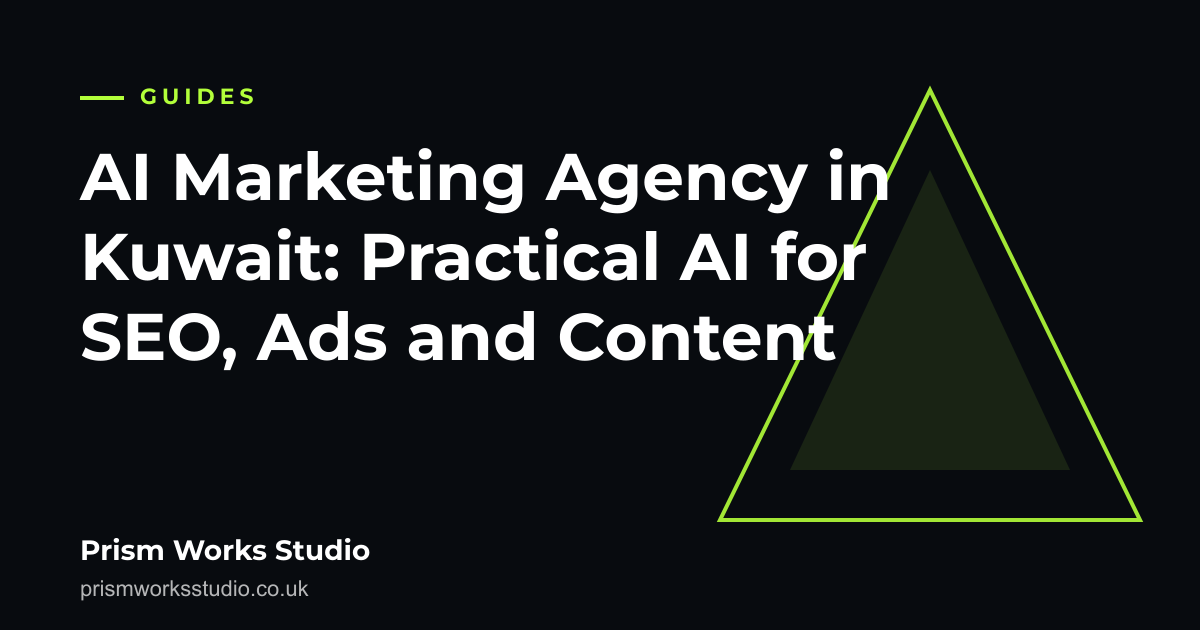 GUIDES
AI Marketing Agency in
Kuwait: Practical AI for
SEO, Ads and Content
Prism Works Studio
prismworksstudio.co.uk